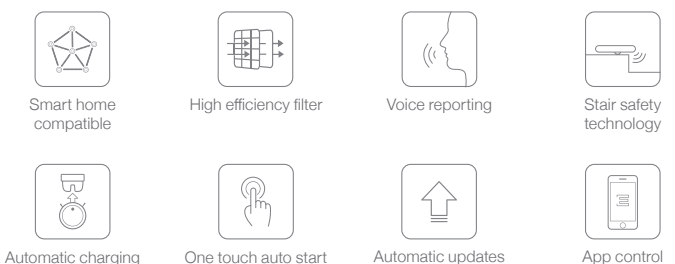 Smart home
compatible
High efficiency filter
Voice reporting
Stair safety
technology
Automatic charging
One touch auto start
Automatic updates
App control